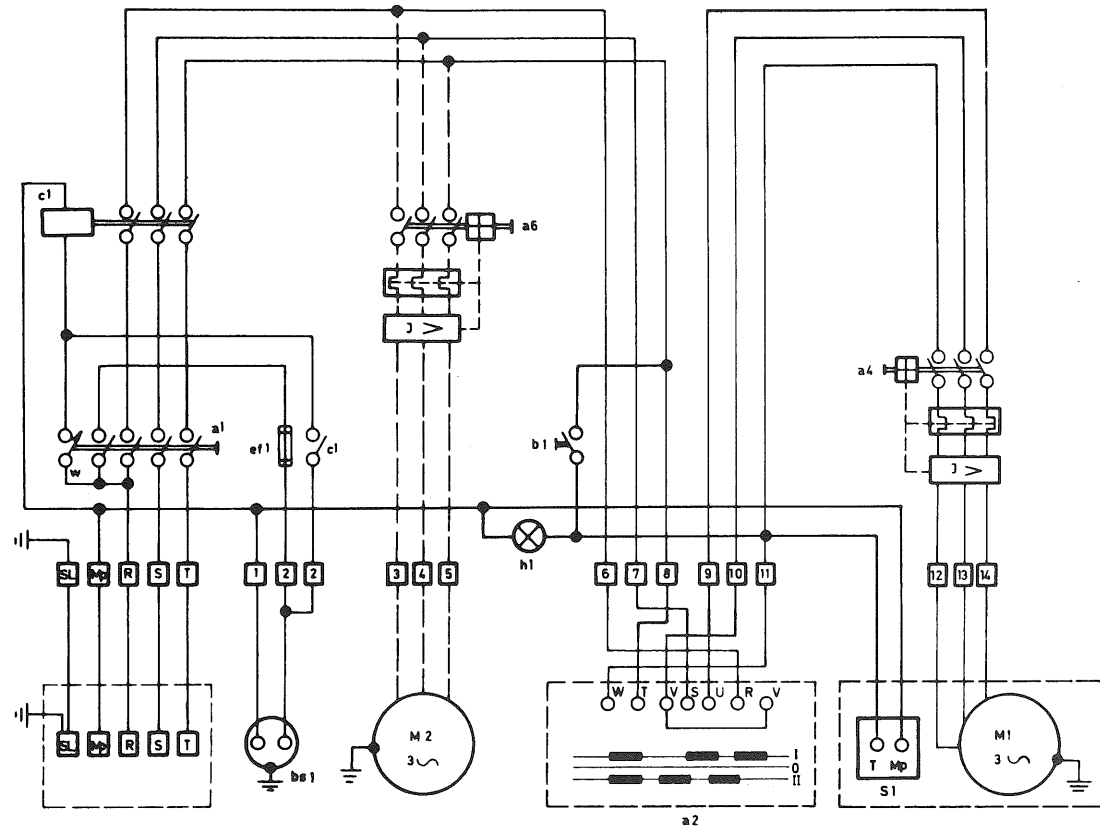 c1
a6
J >
a4
a1
ef1
c1
b1
w
J >
h1
SL Mp R S T 1 2 2 3 4 5 6 7 8 9 10 11 12 13 14
W T V S U R V
SL Mp R S T
M2
3
bs1
I
O
II
a2
T Mp
S1
M1
3